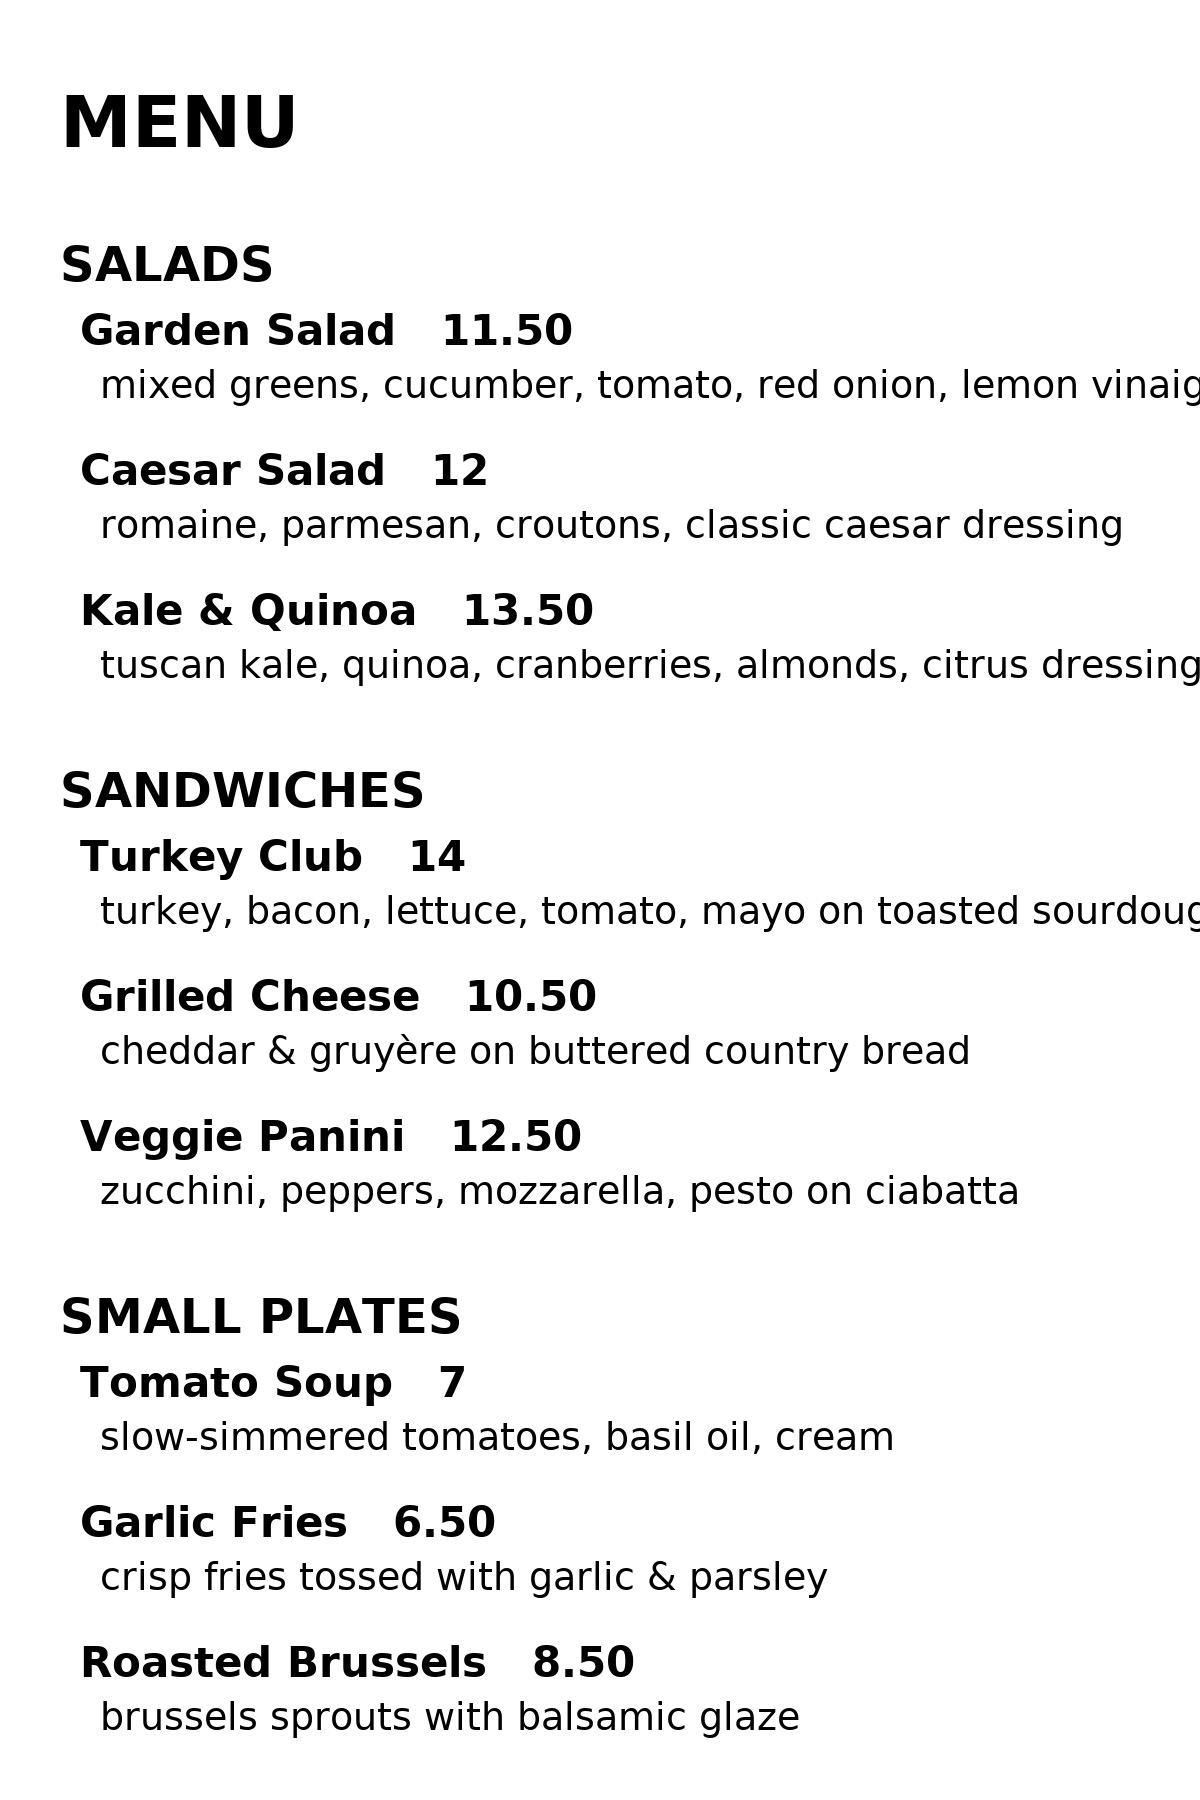 MENU
SALADS
Garden Salad 11.50
mixed greens, cucumber, tomato, red onion, lemon
Caesar Salad 12
romaine, parmesan, croutons, classic caesar dressing
Kale & Quinoa 13.50
tuscan kale, quinoa, cranberries, almonds, citrus dressing
SANDWICHES
Turkey Club 14
turkey, bacon, lettuce, tomato, mayo on toasted
Grilled Cheese 10.50
cheddar & gruyère on buttered country bread
Veggie Panini 12.50
zucchini, peppers, mozzarella, pesto on ciabatta
SMALL PLATES
Tomato Soup 7
slow-simmered tomatoes, basil oil, cream
Garlic Fries 6.50
crisp fries tossed with garlic & parsley
Roasted Brussels 8.50
brussels sprouts with balsamic glaze